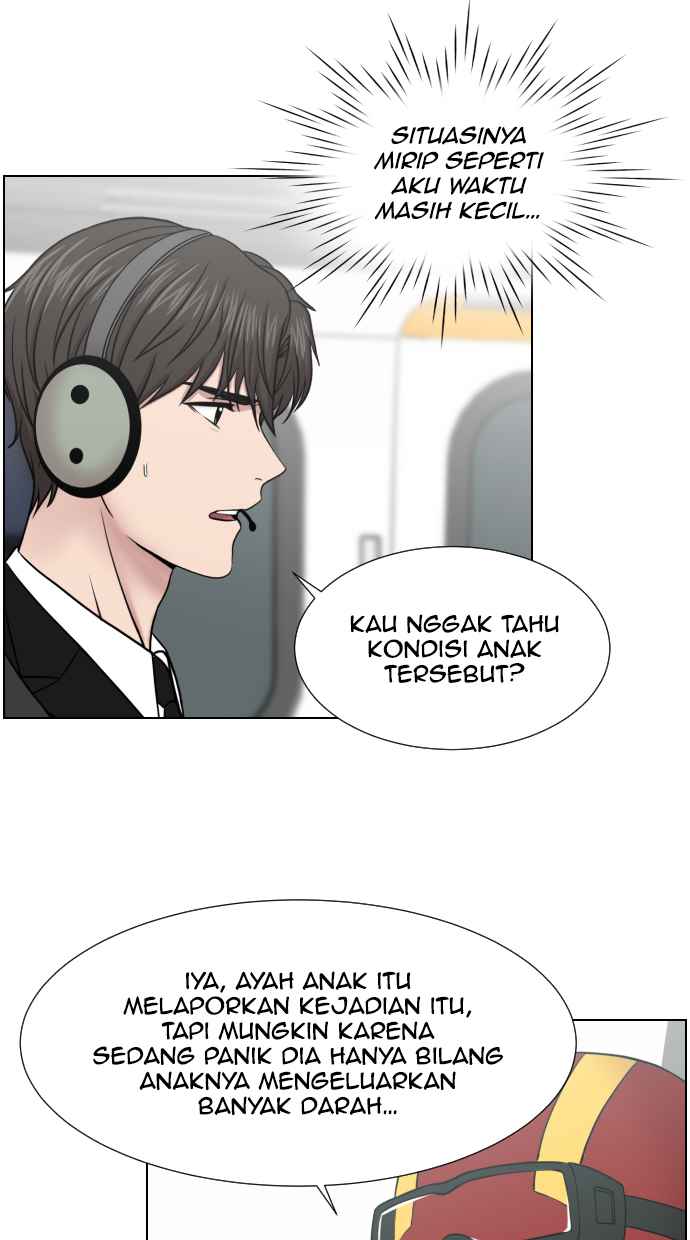 SITUASINYA
MIRIP SEPERTI
AKU WAKTU
MASIH KECIL...
KAU NGGAK TAHU
KONDISI ANAK
TERSEBUT?
IYA, AYAH ANAK ITU
MELAPORKAN KEJADIAN ITU,
TAPI MUNGKIN KARENA
SEDANG PANIK DIA HANYA BILANG
ANAKNYA MENGELUARKAN
BANYAK DARAH...